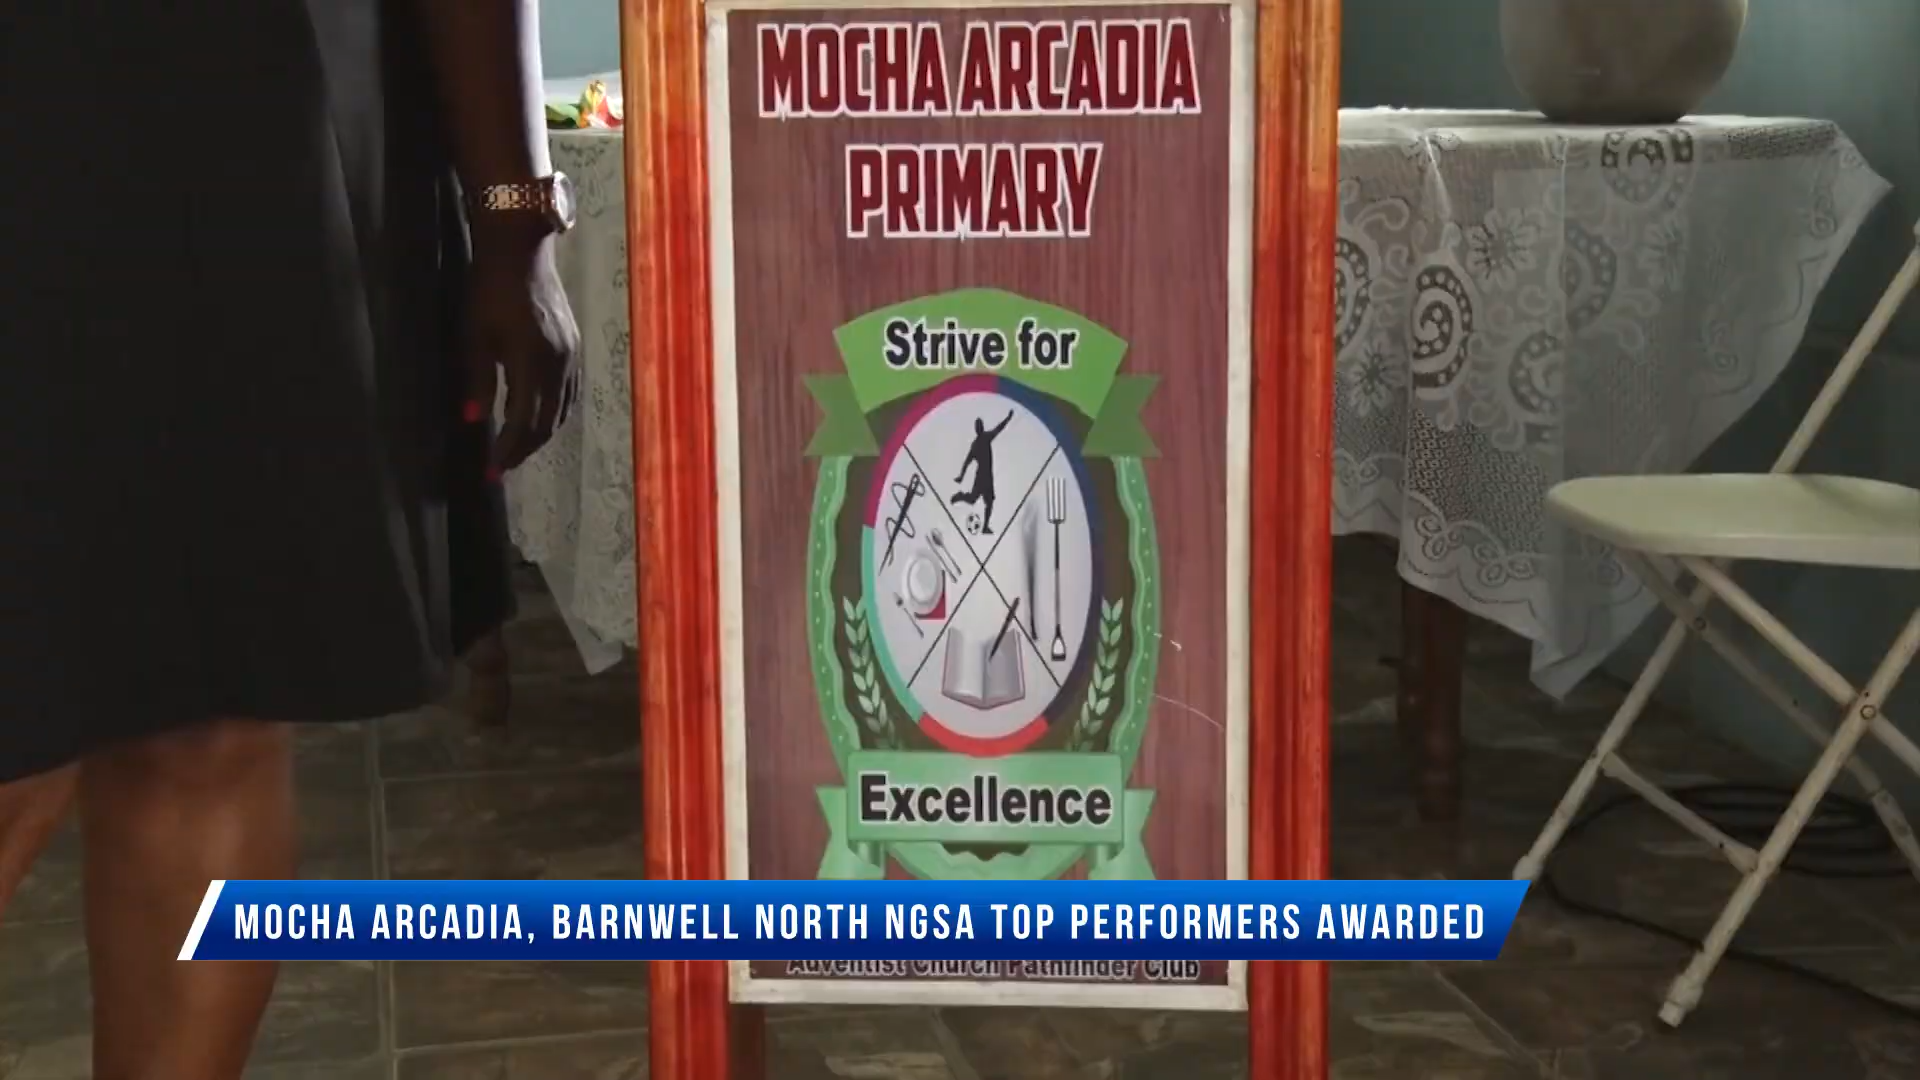 MOCHA ARCADIA
PRIMARY
Strive for
Excellence
MOCHA ARCADIA, BARNWELL NORTH NGSA TOP PERFORMERS AWARDED
Adventist Church Pathfinder Club